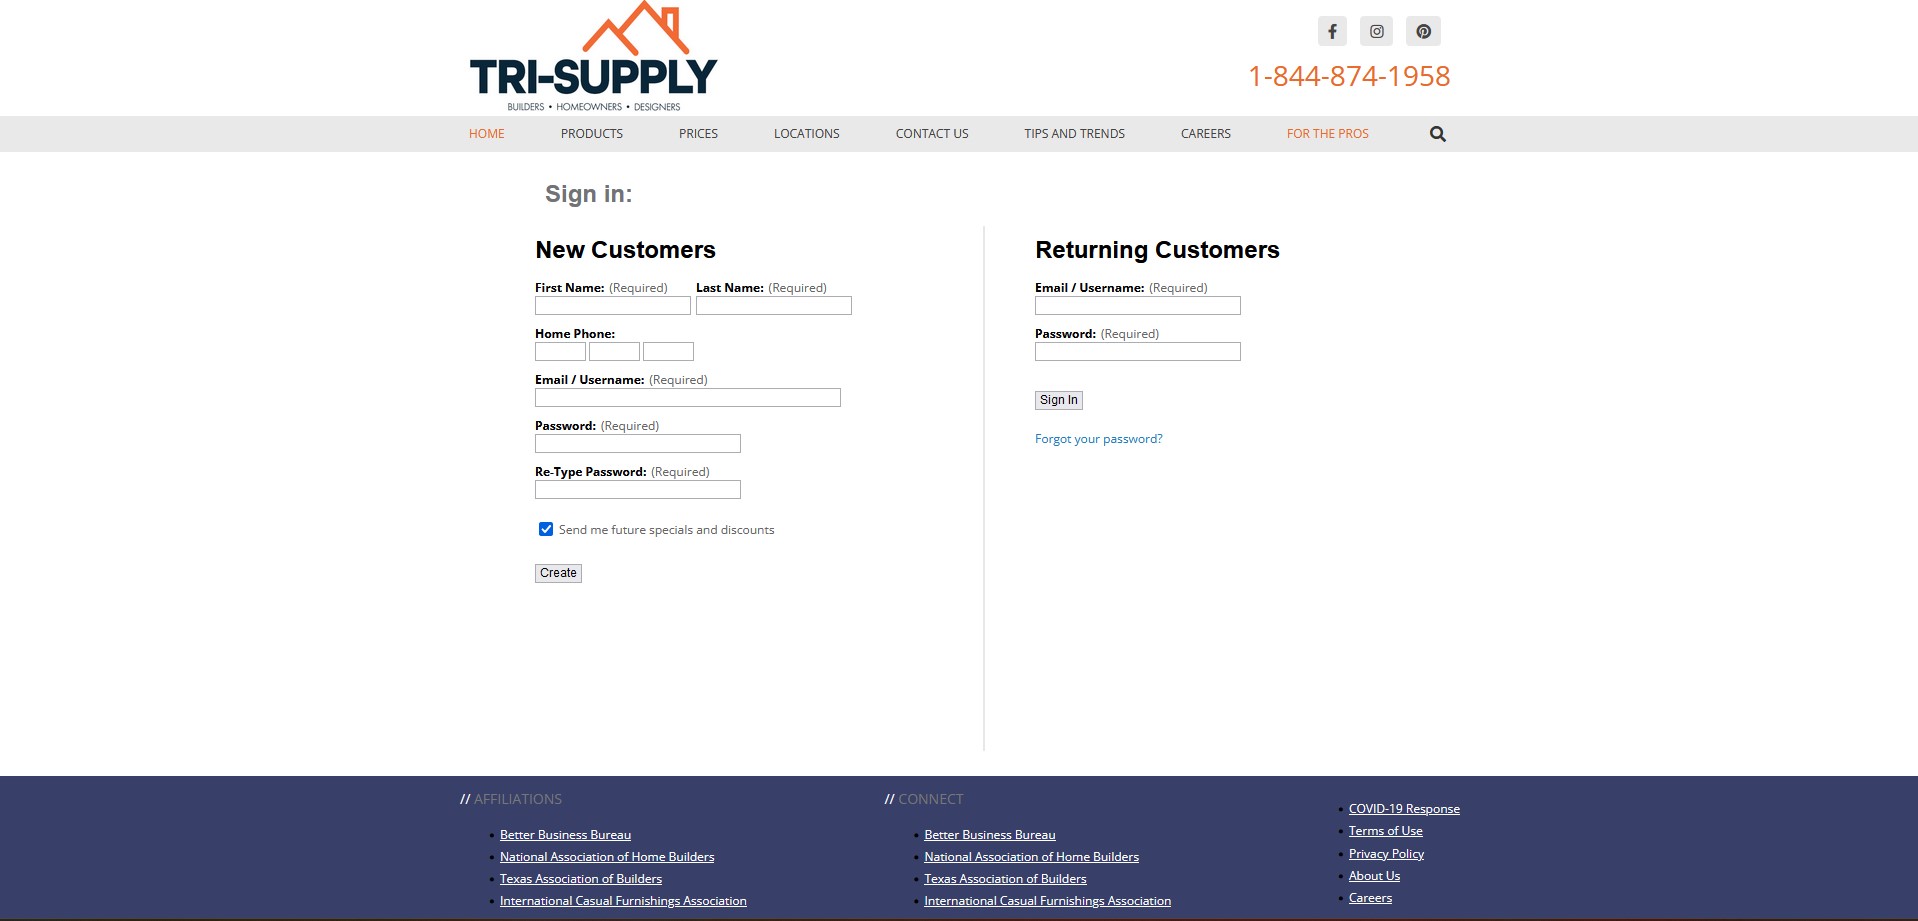 TRI-SUPPLY
BUILDERS • HOMEOWNERS • DESIGNERS
1-844-874-1958
HOME PRODUCTS PRICES LOCATIONS CONTACT US TIPS AND TRENDS CAREERS FOR THE PROS
Sign in:
New Customers
First Name: (Required) Last Name: (Required)
Home Phone:
Email / Username: (Required)
Password: (Required)
Re-Type Password: (Required)
Send me future specials and discounts
Create
Returning Customers
Email / Username: (Required)
Password: (Required)
Sign In
Forgot your password?
// AFFILIATIONS
• Better Business Bureau
• National Association of Home Builders
• Texas Association of Builders
• International Casual Furnishings Association
// CONNECT
• Better Business Bureau
• National Association of Home Builders
• Texas Association of Builders
• International Casual Furnishings Association
• COVID-19 Response
• Terms of Use
• Privacy Policy
• About Us
• Careers